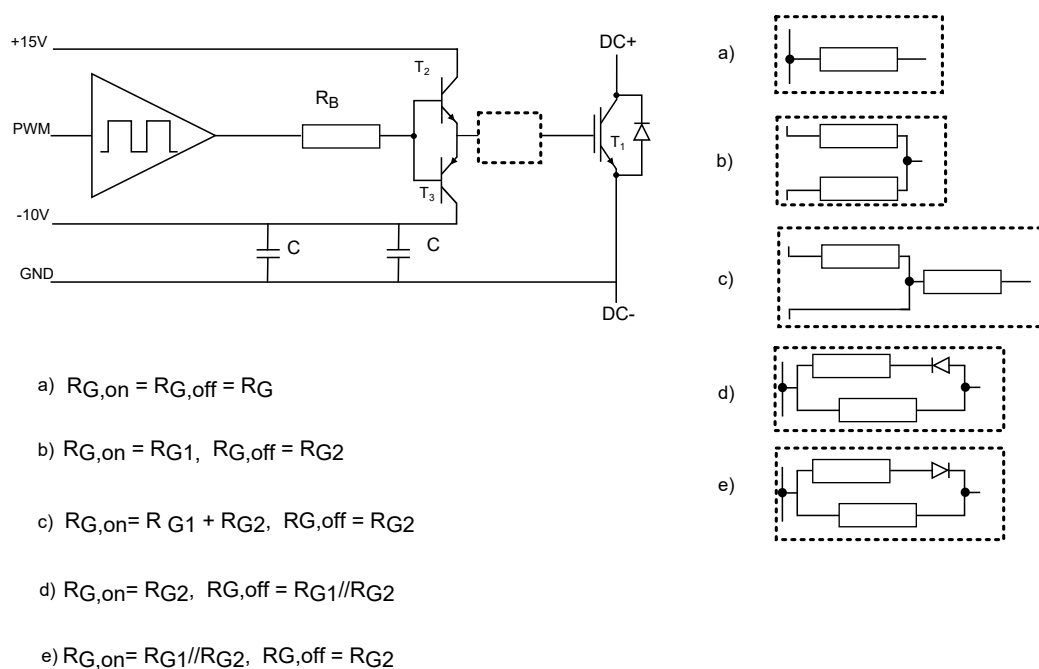 +15V
DC+
T2
RB
PWM
T1
T3
-10V
C C
GND
DC-
a)
b)
c)
d)
e)
a) RG,on = RG,off = RG
b) RG,on = RG1, RG,off = RG2
c) RG,on= R G1 + RG2, RG,off = RG2
d) RG,on= RG2, RG,off = RG1//RG2
e) RG,on= RG1//RG2, RG,off = RG2